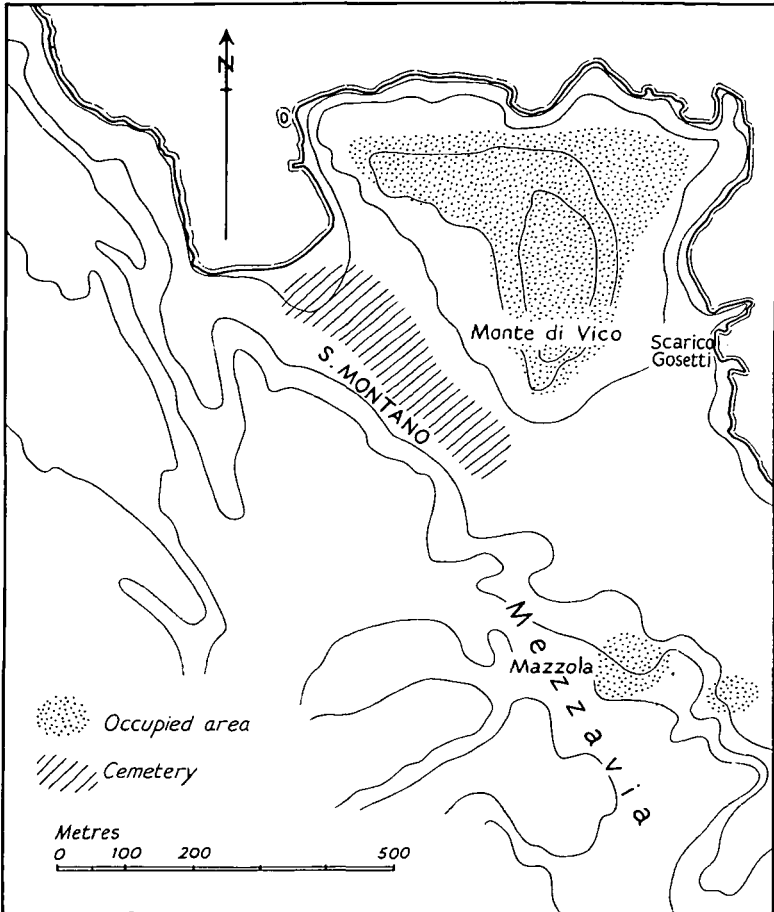 N
Monte di Vico
Scarico
Gosetti
S. MONTANO
Mezzavia
Mazzola
Occupied area
Cemetery
Metres
0 100 200 500